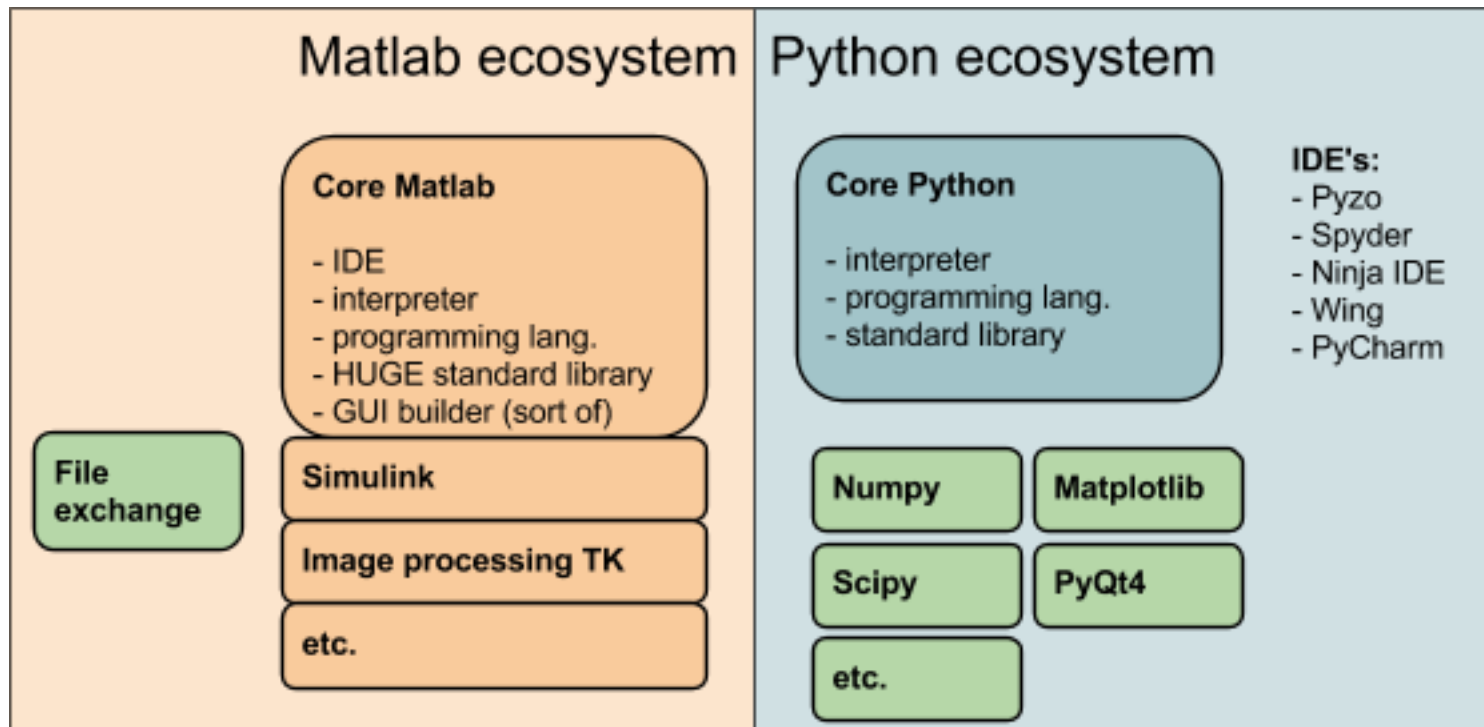 Matlab ecosystem
Core Matlab
- IDE
- interpreter
- programming lang.
- HUGE standard library
- GUI builder (sort of)
File
exchange
Simulink
Image processing TK
etc.
Python ecosystem
Core Python
- interpreter
- programming lang.
- standard library
IDE's:
- Pyzo
- Spyder
- Ninja IDE
- Wing
- PyCharm
Numpy
Matplotlib
Scipy
PyQt4
etc.